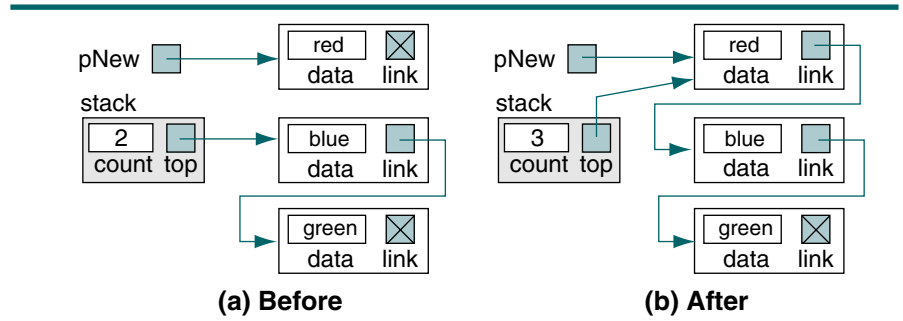 pNew
red
data link
stack
2
count top
blue
data link
green
data link
(a) Before
pNew
red
data link
stack
3
count top
blue
data link
green
data link
(b) After